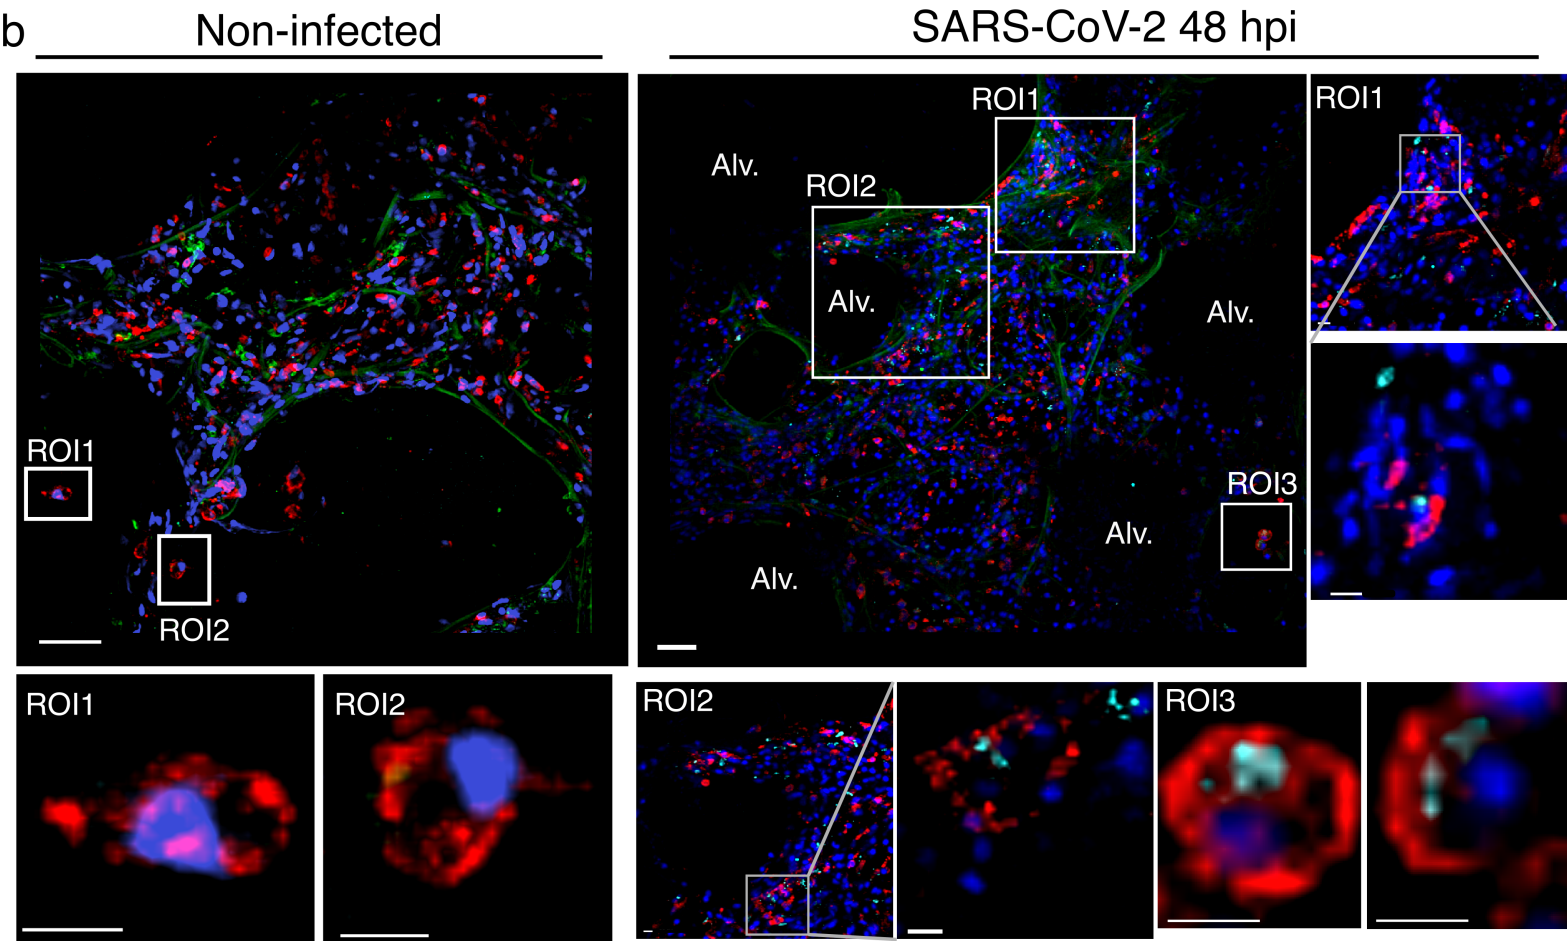 b
Non-infected
SARS-CoV-2 48 hpi
ROI1
ROI2
ROI1
ROI2
ROI3
Alv.
Alv.
Alv.
Alv.
Alv.
ROI1
ROI1
ROI2
ROI2
ROI3